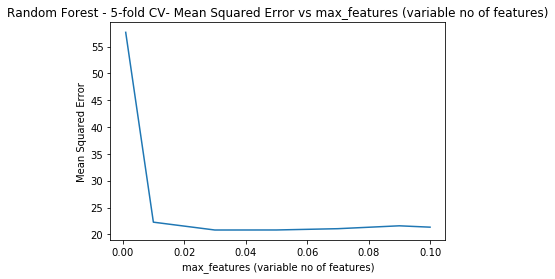 Random Forest - 5-fold CV- Mean Squared Error vs max_features (variable no of features)
55
50
45
40
35
30
25
20
Mean Squared Error
0.00 0.02 0.04 0.06 0.08 0.10
max_features (variable no of features)